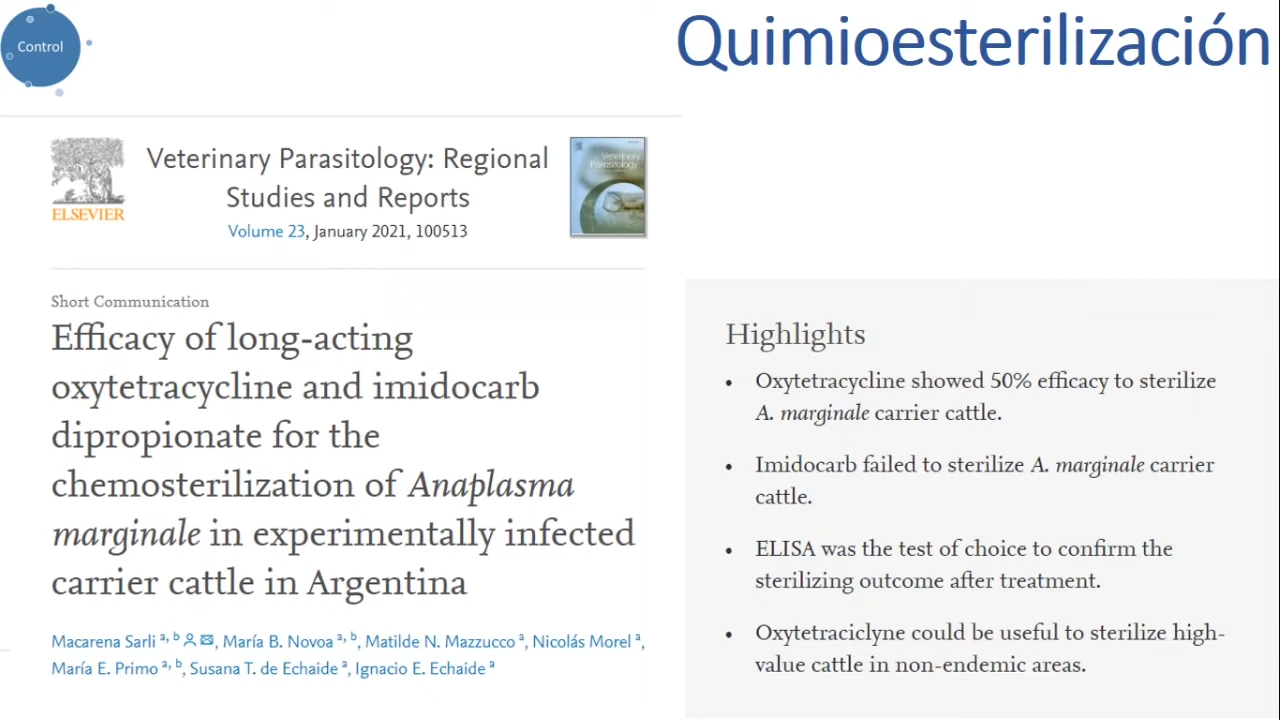 Control
Quimioesterilización
ELSEVIER
Veterinary Parasitology: Regional
Studies and Reports
Volume 23, January 2021, 100513
Veterinary
Parasitology
Short Communication
Efficacy of long-acting
oxytetracycline and imidocarb
dipropionate for the
chemosterilization of Anaplasma
marginale in experimentally infected
carrier cattle in Argentina
Macarena Sarli a, b, María B. Novoa a, b, Matilde N. Mazzucco a, Nicolás Morel a,
María E. Primo a, b, Susana T. de Echaide a, Ignacio E. Echaide a
Highlights
• Oxytetracycline showed 50% efficacy to sterilize
A. marginale carrier cattle.
• Imidocarb failed to sterilize A. marginale carrier
cattle.
• ELISA was the test of choice to confirm the
sterilizing outcome after treatment.
• Oxytetraciclyne could be useful to sterilize high-
value cattle in non-endemic areas.